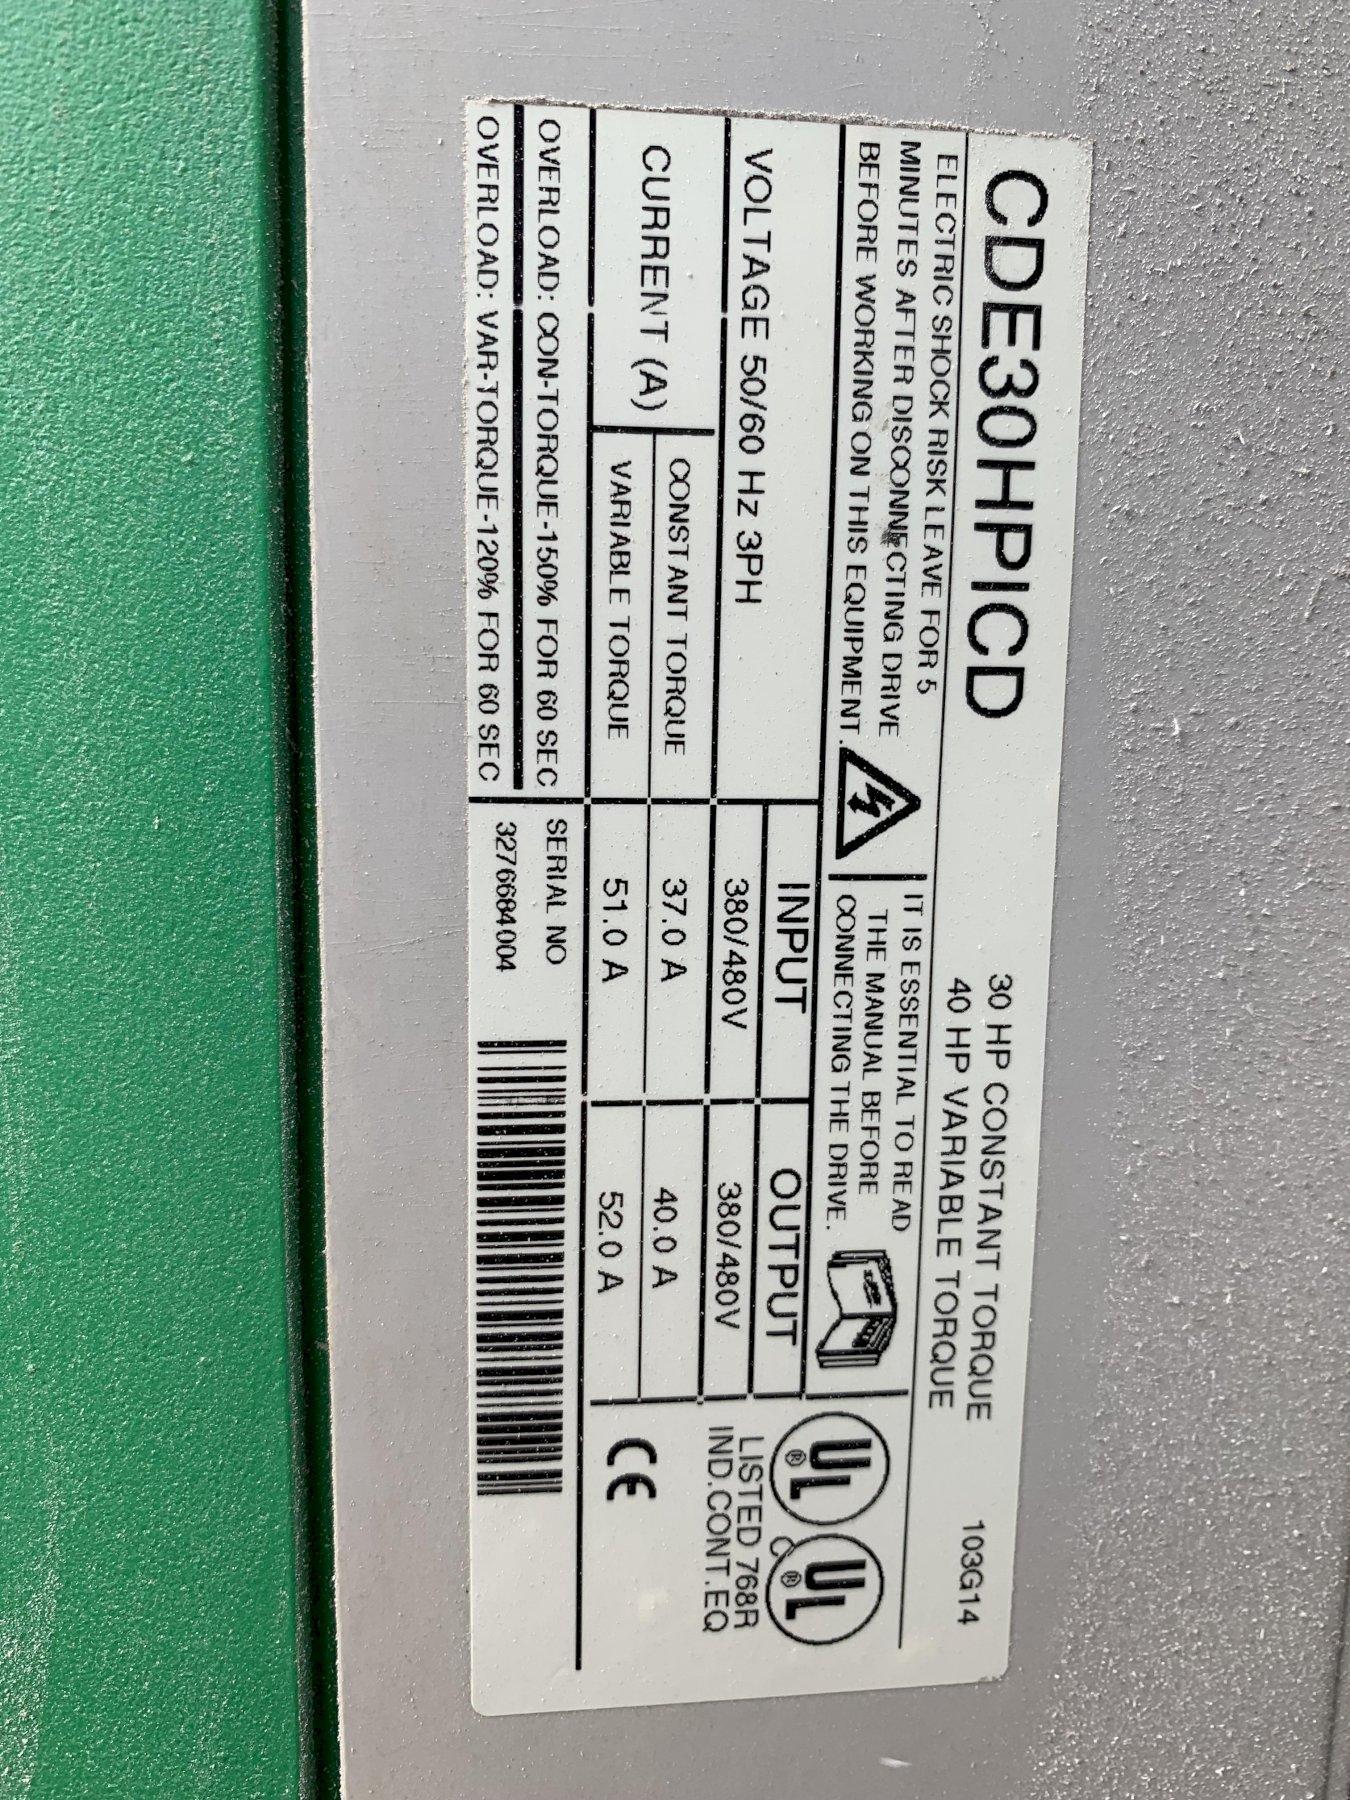 CDE30HPICD
30 HP CONSTANT TORQUE
40 HP VARIABLE TORQUE
103G14
ELECTRIC SHOCK RISK LEAVE FOR 5
MINUTES AFTER DISCONNECTING DRIVE
BEFORE WORKING ON THIS EQUIPMENT.
IT IS ESSENTIAL TO READ
THE MANUAL BEFORE
CONNECTING THE DRIVE.
INPUT OUTPUT
VOLTAGE 50/60 Hz 3PH 380/480V 380/480V
CURRENT (A)
CONSTANT TORQUE 37.0 A 40.0 A
VARIABLE TORQUE 51.0 A 52.0 A
UL ® C UL ®
LISTED 768R
IND.CONT.EQ
CE
OVERLOAD: CON-TORQUE-150% FOR 60 SEC
OVERLOAD: VAR-TORQUE-120% FOR 60 SEC
SERIAL NO
3276684004